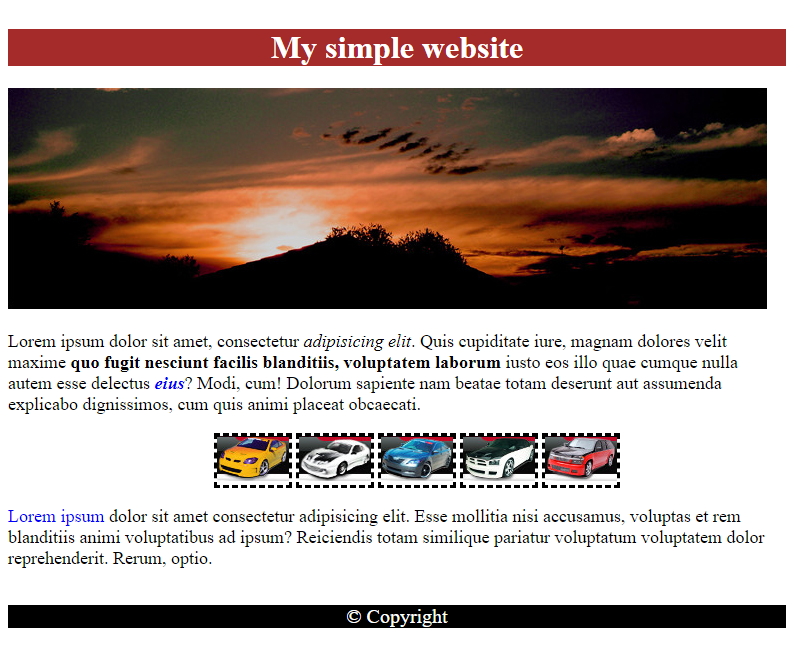 My simple website
Lorem ipsum dolor sit amet, consectetur adipisicing elit. Quis cupiditate iure, magnam dolores velit
maxime quo fugit nesciunt facilis blanditiis, voluptatem laborum iusto eos illo quae cumque nulla
autem esse delectus eius? Modi, cum! Dolorum sapiente nam beatae totam deserunt aut assumenda
explicabo dignissimos, cum quis animi placeat obcaecati.
Lorem ipsum dolor sit amet consectetur adipisicing elit. Esse mollitia nisi accusamus, voluptas et rem
blanditiis animi voluptatibus ad ipsum? Reiciendis totam similique pariatur voluptatum voluptatem dolor
reprehenderit. Rerum, optio.
© Copyright